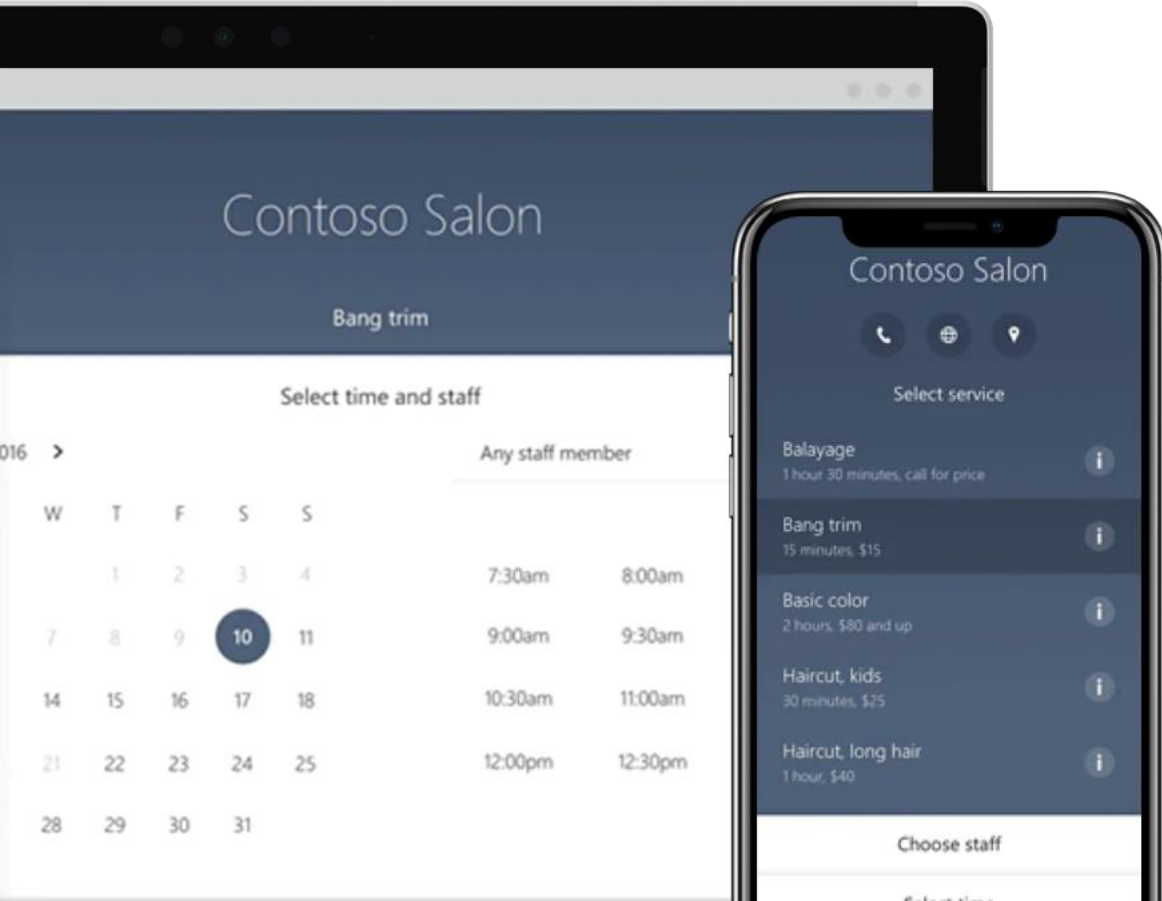 Contoso Salon
Bang trim
Select time and staff
016 >
Any staff member
W T F S S
1 2 3 4
7 8 9 10 11
14 15 16 17 18
21 22 23 24 25
28 29 30 31
7:30am 8:00am
9:00am 9:30am
10:30am 11:00am
12:00pm 12:30pm
Contoso Salon
Select service
Balayage
1 hour 30 minutes, call for price
Bang trim
15 minutes, $15
Basic color
2 hours, $80 and up
Haircut, kids
30 minutes, $25
Haircut, long hair
1 hour, $40
Choose staff
Select time